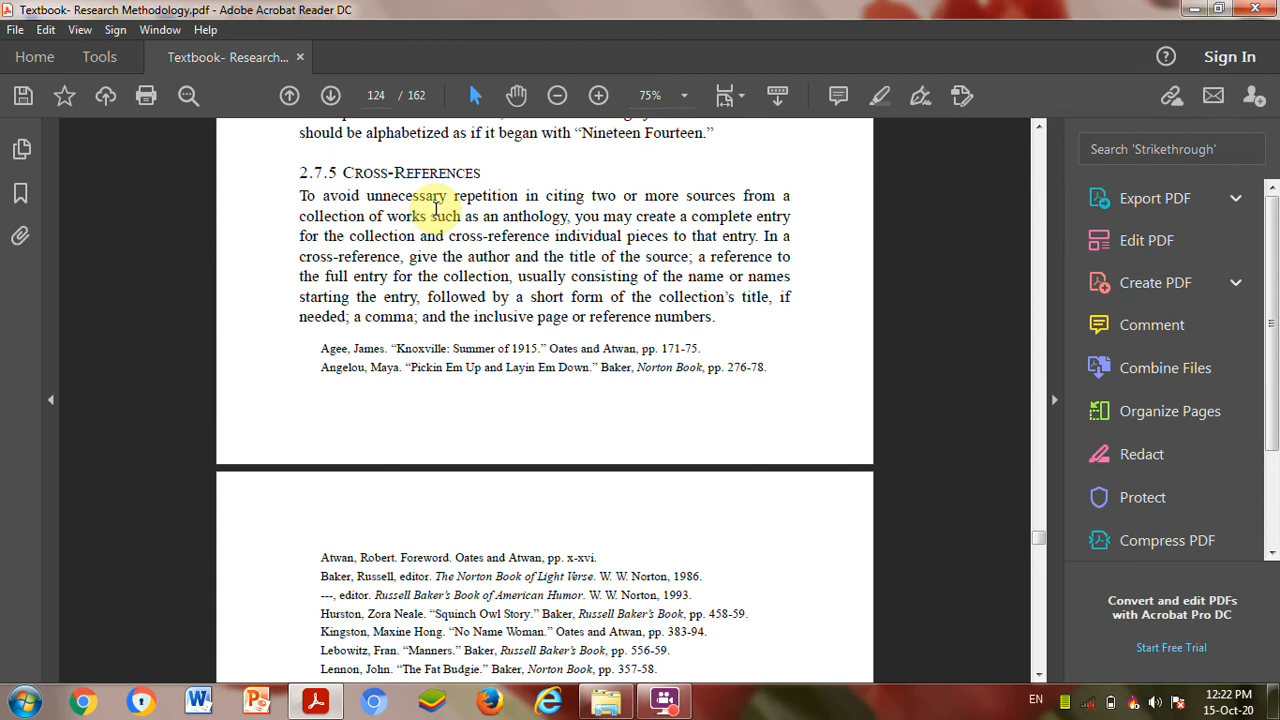 Textbook- Research Methodology.pdf - Adobe Acrobat Reader DC
File Edit View Sign Window Help
Home Tools Textbook- Research... × Sign In
124 / 162 75%
should be alphabetized as if it began with “Nineteen Fourteen.”
2.7.5 CROSS-REFERENCES
To avoid unnecessary repetition in citing two or more sources from a
collection of works such as an anthology, you may create a complete entry
for the collection and cross-reference individual pieces to that entry. In a
cross-reference, give the author and the title of the source; a reference to
the full entry for the collection, usually consisting of the name or names
starting the entry, followed by a short form of the collection’s title, if
needed; a comma; and the inclusive page or reference numbers.
Agee, James. “Knoxville: Summer of 1915.” Oates and Atwan, pp. 171-75.
Angelou, Maya. “Pickin Em Up and Layin Em Down.” Baker, Norton Book, pp. 276-78.
Atwan, Robert. Foreword. Oates and Atwan, pp. x-xvi.
Baker, Russell, editor. The Norton Book of Light Verse. W. W. Norton, 1986.
---, editor. Russell Baker’s Book of American Humor. W. W. Norton, 1993.
Hurston, Zora Neale. “Squinch Owl Story.” Baker, Russell Baker’s Book, pp. 458-59.
Kingston, Maxine Hong. “No Name Woman.” Oates and Atwan, pp. 383-94.
Lebowitz, Fran. “Manners.” Baker, Russell Baker’s Book, pp. 556-59.
Lennon, John. “The Fat Budgie.” Baker, Norton Book, pp. 357-58.
Search 'Strikethrough'
Export PDF
Edit PDF
Create PDF
Comment
Combine Files
Organize Pages
Redact
Protect
Compress PDF
Convert and edit PDFs
with Acrobat Pro DC
Start Free Trial
EN
12:22 PM
15-Oct-20